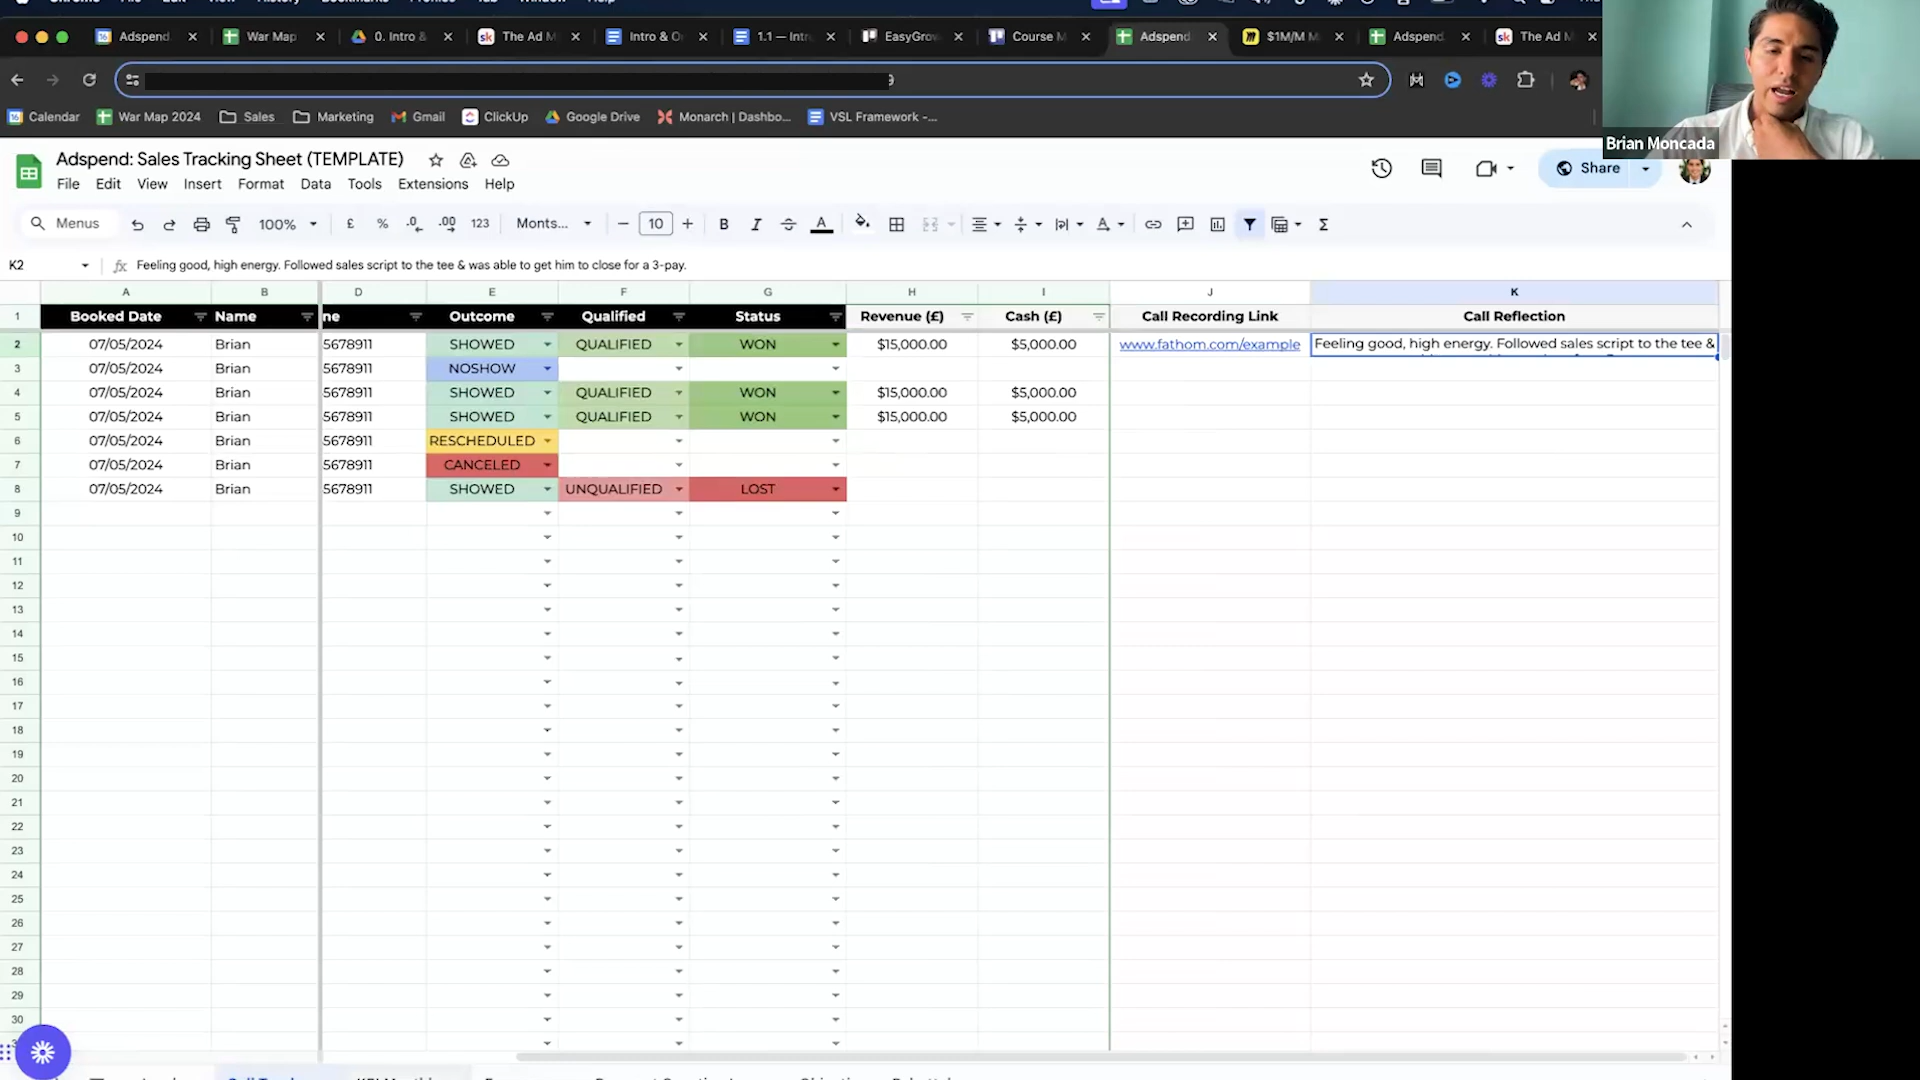 Adspend: War Map 0. Intro & The Ad M Intro & O 1.1 — Intr EasyGrow Course M Adspend: $1M/M M Adspend: The Ad M
Calendar War Map 2024 Sales Marketing Gmail ClickUp Google Drive Monarch | Dashbo... VSL Framework -...
Brian Moncada
Adspend: Sales Tracking Sheet (TEMPLATE)
Share
File Edit View Insert Format Data Tools Extensions Help
Menus 100% £ % .0 .00 123 Monts... − 10 + B I A Σ
K2 fx Feeling good, high energy. Followed sales script to the tee & was able to get him to close for a 3-pay.
A B D E F G H I J K
1 Booked Date Name ne Outcome Qualified Status Revenue (£) Cash (£) Call Recording Link Call Reflection
2 07/05/2024 Brian 5678911 SHOWED QUALIFIED WON $15,000.00 $5,000.00 www.fathom.com/example Feeling good, high energy. Followed sales script to the tee &
3 07/05/2024 Brian 5678911 NOSHOW
4 07/05/2024 Brian 5678911 SHOWED QUALIFIED WON $15,000.00 $5,000.00
5 07/05/2024 Brian 5678911 SHOWED QUALIFIED WON $15,000.00 $5,000.00
6 07/05/2024 Brian 5678911 RESCHEDULED
7 07/05/2024 Brian 5678911 CANCELED
8 07/05/2024 Brian 5678911 SHOWED UNQUALIFIED LOST
9
10
11
12
13
14
15
16
17
18
19
20
21
22
23
24
25
26
27
28
29
30